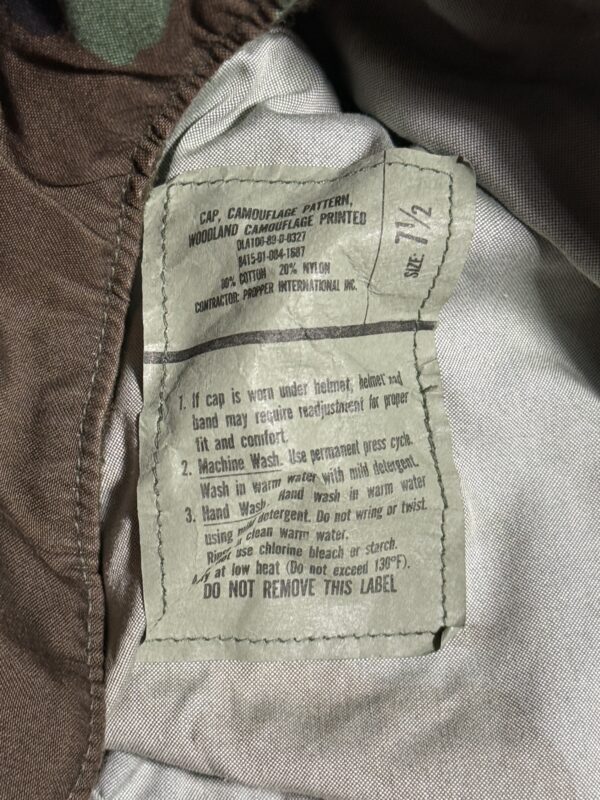 CAP, CAMOUFLAGE PATTERN,
WOODLAND CAMOUFLAGE PRINTED
DLA100-89-D-0327
8415-01-084-1687
80% COTTON 20% NYLON
CONTRACTOR: PROPPER INTERNATIONAL INC.
SIZE: 7 1/2
1. If cap is worn under helmet, helmet and
band may require readjustment for proper
fit and comfort.
2. Machine Wash. Use permanent press cycle.
Wash in warm water with mild detergent.
3. Hand Wash. Hand wash in warm water
using detergent. Do not wring or twist.
clean warm water.
use chlorine bleach or starch.
at low heat (Do not exceed 130°F).
DO NOT REMOVE THIS LABEL